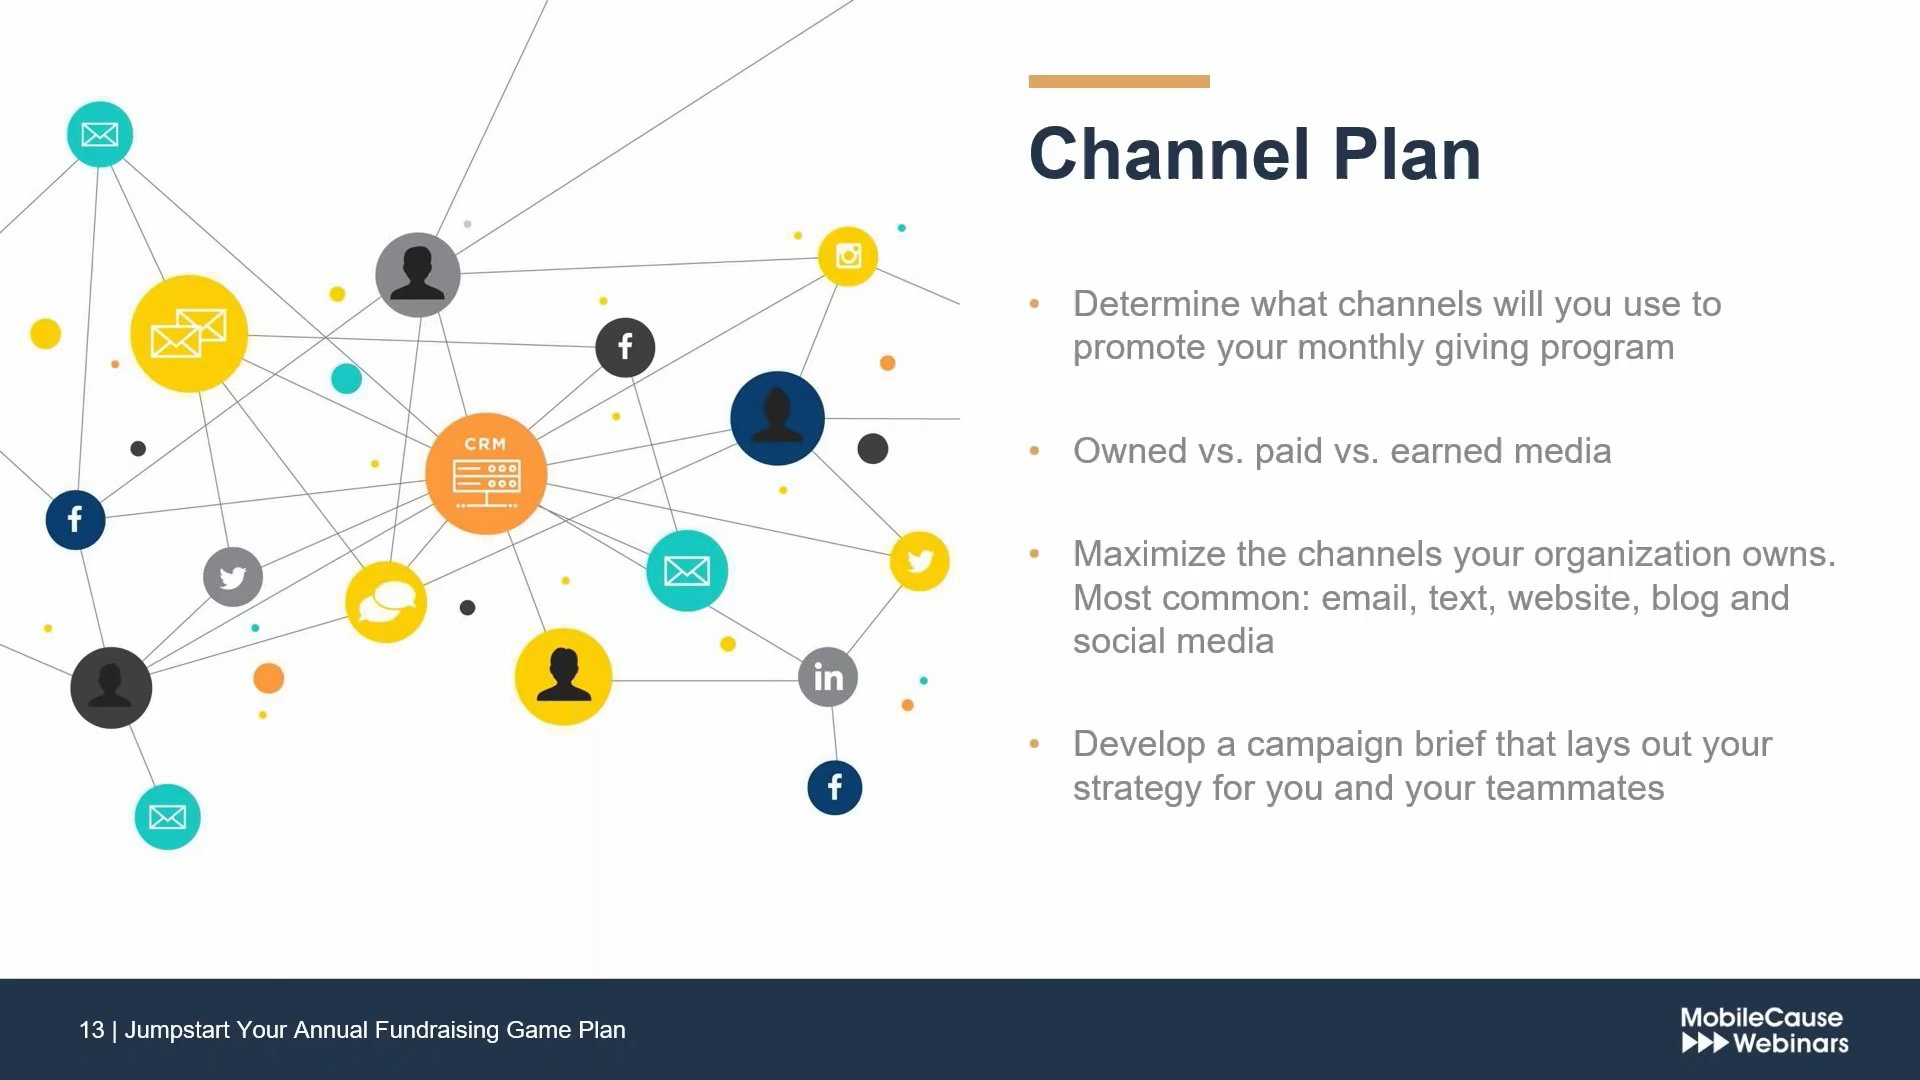 Channel Plan
• Determine what channels will you use to
promote your monthly giving program
• Owned vs. paid vs. earned media
• Maximize the channels your organization owns.
Most common: email, text, website, blog and
social media
• Develop a campaign brief that lays out your
strategy for you and your teammates
CRM
f
f
in
f
13 | Jumpstart Your Annual Fundraising Game Plan
MobileCause
Webinars